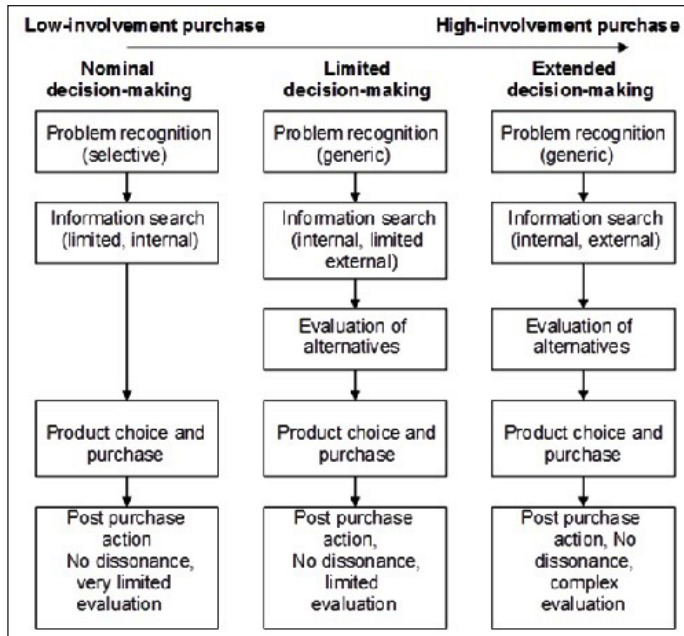 Low-involvement purchase
High-involvement purchase
Nominal
decision-making
Limited
decision-making
Extended
decision-making
Problem recognition
(selective)
Problem recognition
(generic)
Problem recognition
(generic)
Information search
(limited, internal)
Information search
(internal, limited
external)
Information search
(internal, external)
Evaluation of
alternatives
Evaluation of
alternatives
Product choice and
purchase
Product choice and
purchase
Product choice and
purchase
Post purchase
action
No dissonance,
very limited
evaluation
Post purchase
action,
No dissonance,
limited
evaluation
Post purchase
action, No
dissonance,
complex
evaluation